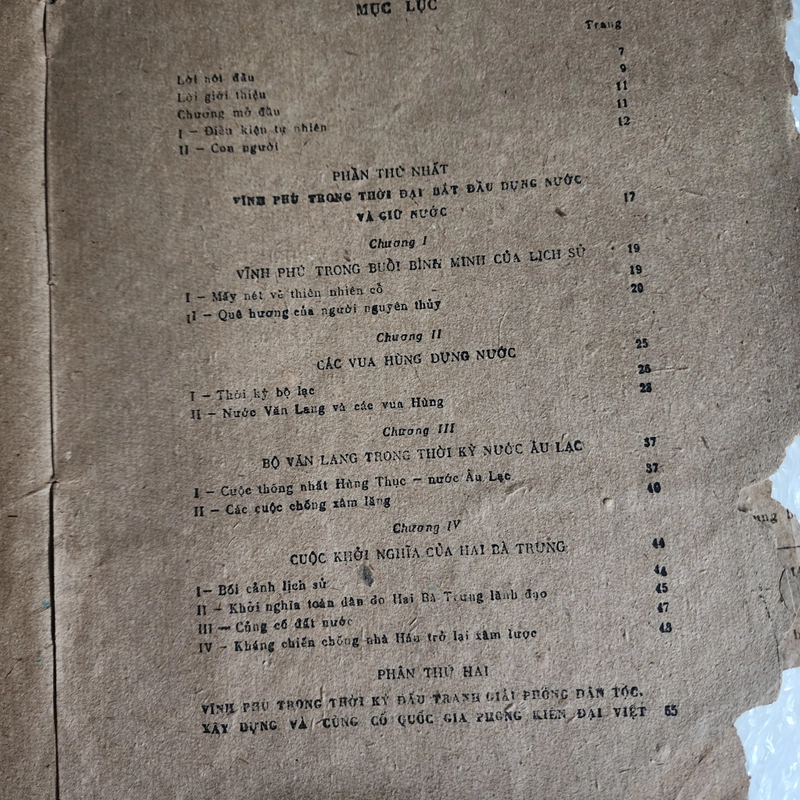 MỤC LỤC
Trang
Lời nói đầu 7
Lời giới thiệu 9
Chương mở đầu 11
I – Điều kiện tự nhiên 11
II – Con người 12
PHẦN THỨ NHẤT
VĨNH PHÚ TRONG THỜI ĐẠI BẮT ĐẦU DỰNG NƯỚC
VÀ GIỮ NƯỚC 17
Chương I
VĨNH PHÚ TRONG BUỔI BÌNH MINH CỦA LỊCH SỬ 19
I – Mấy nét về thiên nhiên cổ 19
II – Quê hương của người nguyên thủy 20
Chương II
CÁC VUA HÙNG DỰNG NƯỚC 25
I – Thời kỳ bộ lạc 26
II – Nước Văn Lang và các vua Hùng 28
Chương III
BỘ VĂN LANG TRONG THỜI KỲ NƯỚC ÂU LẠC 37
I – Cuộc thống nhất Hùng Thục – nước Âu Lạc 37
II – Các cuộc chống xâm lăng 40
Chương IV
CUỘC KHỞI NGHĨA CỦA HAI BÀ TRƯNG 44
I – Bối cảnh lịch sử 44
II – Khởi nghĩa toàn dân do Hai Bà Trưng lãnh đạo 45
III – Củng cố đất nước 47
IV – Kháng chiến chống nhà Hán trở lại xâm lược 48
PHẦN THỨ HAI
VĨNH PHÚ TRONG THỜI KỲ ĐẤU TRANH GIẢI PHÓNG DÂN TỘC,
XÂY DỰNG VÀ CỦNG CỐ QUỐC GIA PHONG KIẾN ĐẠI VIỆT 65